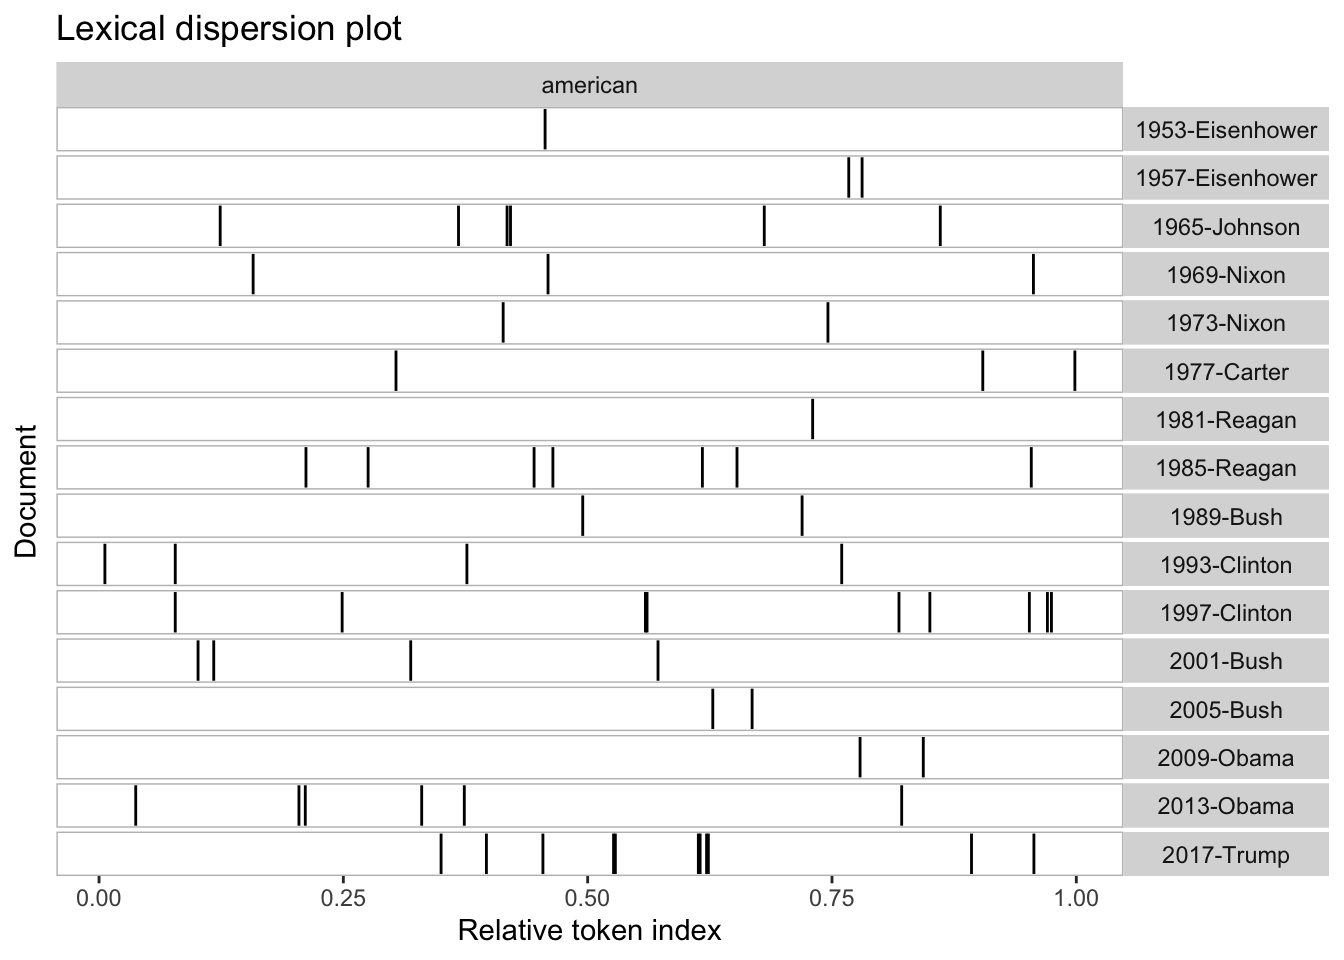 Lexical dispersion plot
american
1953-Eisenhower
1957-Eisenhower
1965-Johnson
1969-Nixon
1973-Nixon
1977-Carter
1981-Reagan
1985-Reagan
1989-Bush
1993-Clinton
1997-Clinton
2001-Bush
2005-Bush
2009-Obama
2013-Obama
2017-Trump
Document
0.00 0.25 0.50 0.75 1.00
Relative token index